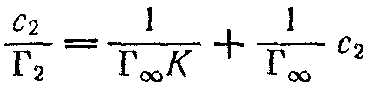 c₂/Γ₂ = 1/(Γ∞K) + 1/Γ∞ c₂